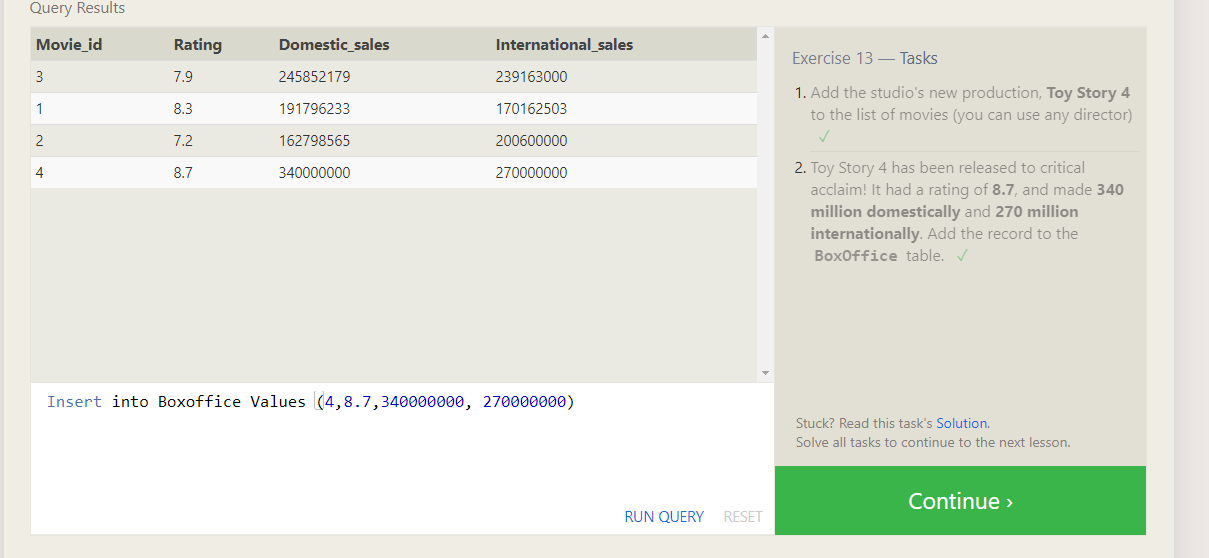 Query Results
Movie_id Rating Domestic_sales International_sales
3 7.9 245852179 239163000
1 8.3 191796233 170162503
2 7.2 162798565 200600000
4 8.7 340000000 270000000
Insert into Boxoffice Values (4,8.7,340000000, 270000000)
RUN QUERY RESET
Exercise 13 — Tasks
1. Add the studio's new production, Toy Story 4
to the list of movies (you can use any director)
✓
2. Toy Story 4 has been released to critical
acclaim! It had a rating of 8.7, and made 340
million domestically and 270 million
internationally. Add the record to the
BoxOffice table. ✓
Stuck? Read this task's Solution.
Solve all tasks to continue to the next lesson.
Continue ›